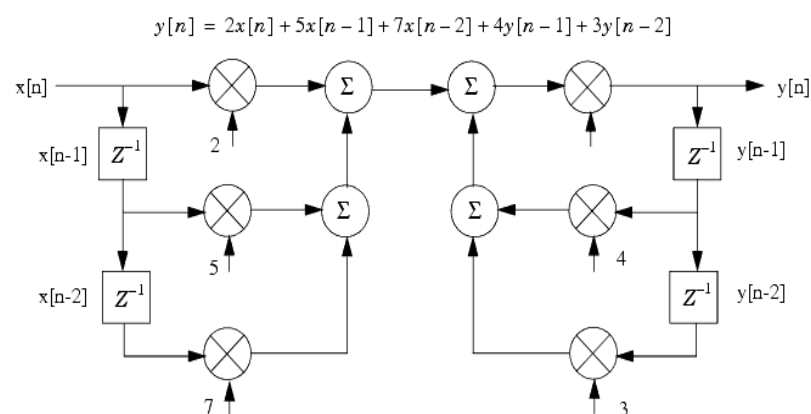 y[n] = 2x[n]+5x[n−1]+7x[n−2]+4y[n−1]+3y[n−2]
x[n] Σ Σ y[n]
2
x[n-1] Z⁻¹ Z⁻¹ y[n-1]
Σ Σ
5 4
x[n-2] Z⁻¹ Z⁻¹ y[n-2]
7 3